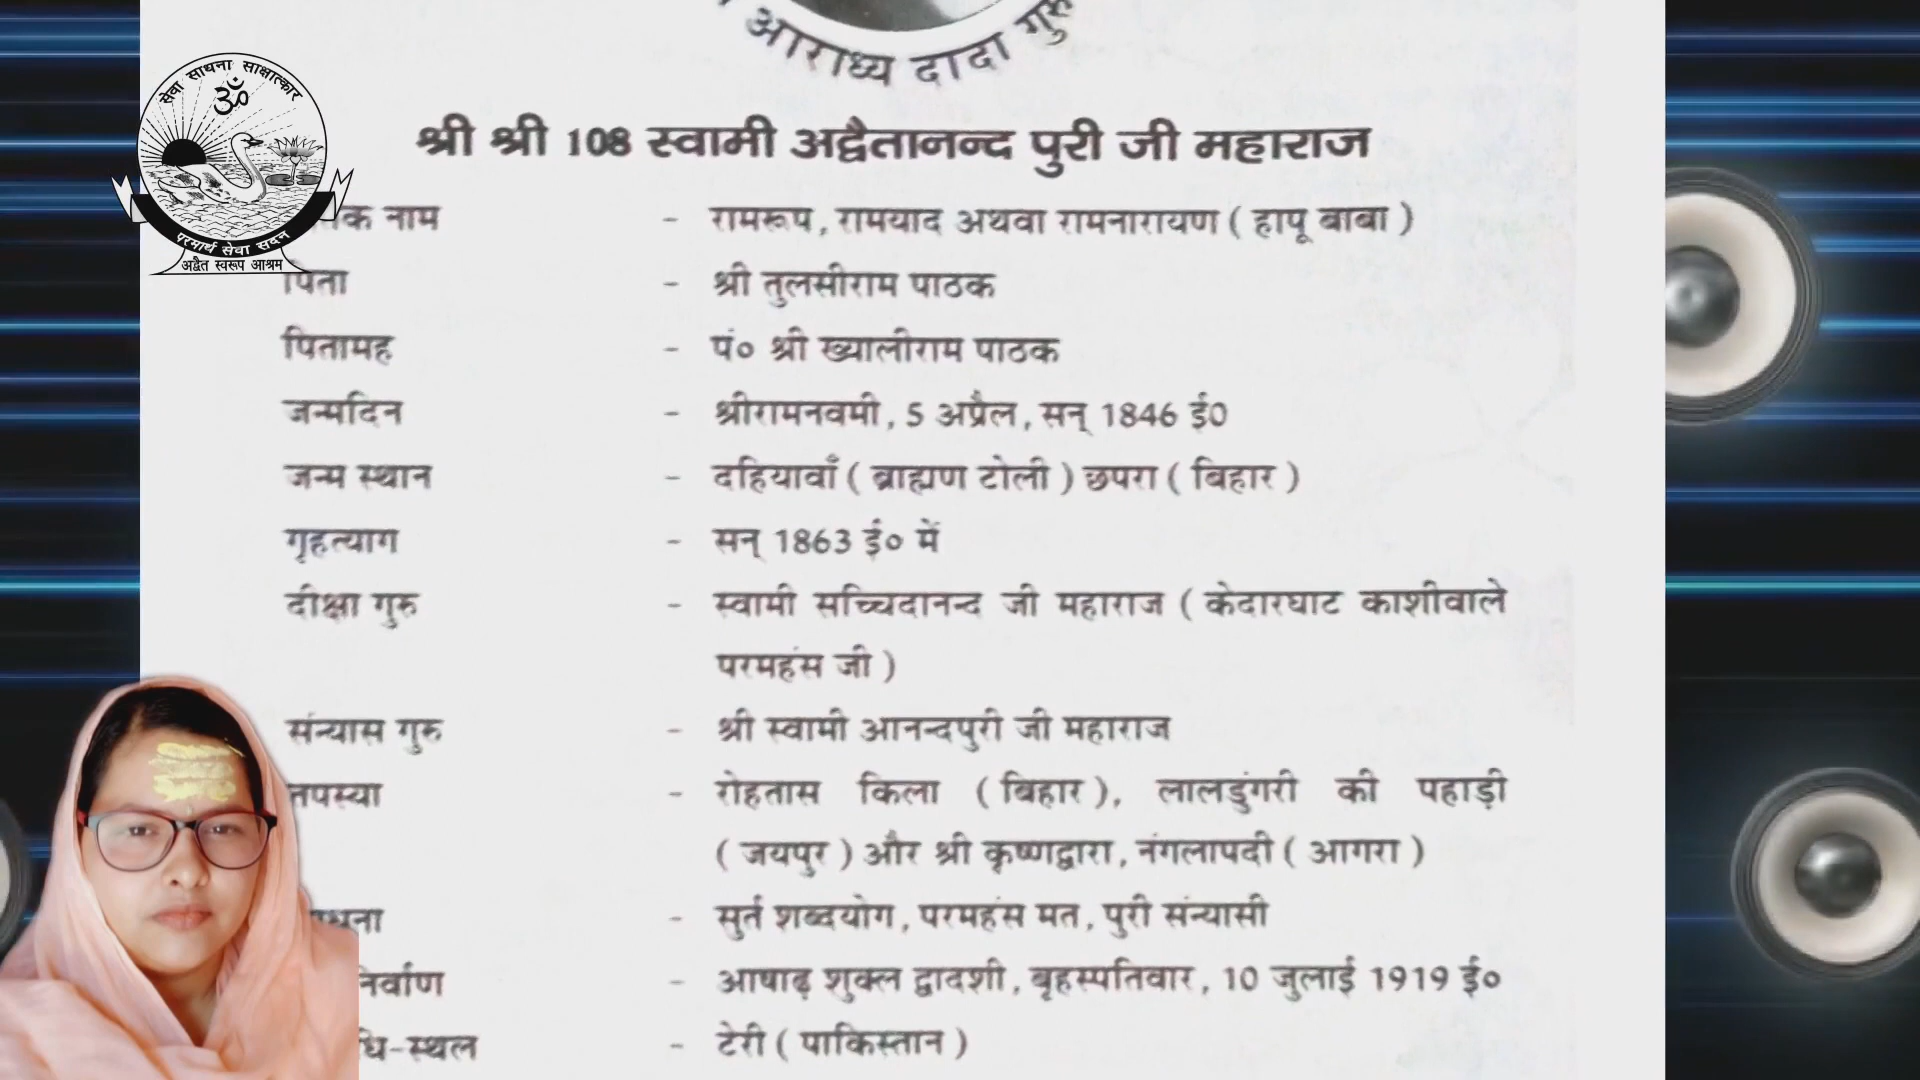 आराध्य दादा गुरु
श्री श्री 108 स्वामी अद्वैतानन्द पुरी जी महाराज
सेवा साधना साक्षात्कार
ॐ
परमार्थ सेवा सदन
अद्वैत स्वरूप आश्रम
नाम - रामरूप, रामयाद अथवा रामनारायण ( हापू बाबा )
पिता - श्री तुलसीराम पाठक
पितामह - पं० श्री ख्यालीराम पाठक
जन्मदिन - श्रीरामनवमी, 5 अप्रैल, सन् 1846 ई0
जन्म स्थान - दहियावाँ ( ब्राह्मण टोली ) छपरा ( बिहार )
गृहत्याग - सन् 1863 ई० में
दीक्षा गुरु - स्वामी सच्चिदानन्द जी महाराज ( केदारघाट काशीवाले
परमहंस जी )
संन्यास गुरु - श्री स्वामी आनन्दपुरी जी महाराज
तपस्या - रोहतास किला ( बिहार ), लालडुंगरी की पहाड़ी
( जयपुर ) और श्री कृष्णद्वारा, नंगलापदी ( आगरा )
- सुर्त शब्दयोग, परमहंस मत, पुरी संन्यासी
निर्वाण - आषाढ़ शुक्ल द्वादशी, बृहस्पतिवार, 10 जुलाई 1919 ई०
धि-स्थल - टेरी ( पाकिस्तान )